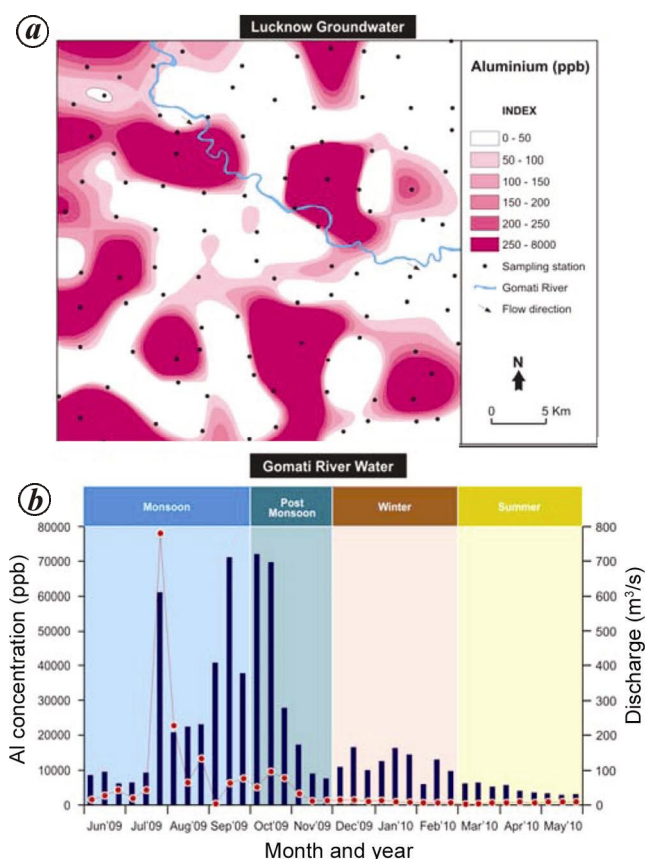 a
Lucknow Groundwater
Aluminium (ppb)
INDEX
0 - 50
50 - 100
100 - 150
150 - 200
200 - 250
250 - 8000
Sampling station
Gomati River
Flow direction
N
0 5 Km
b
Gomati River Water
Monsoon Post Monsoon Winter Summer
80000 800
70000 700
60000 600
50000 500
40000 400
30000 300
20000 200
10000 100
0 0
Al concentration (ppb)
Discharge (m³/s)
Jun'09 Jul'09 Aug'09 Sep'09 Oct'09 Nov'09 Dec'09 Jan'10 Feb'10 Mar'10 Apr'10 May'10
Month and year